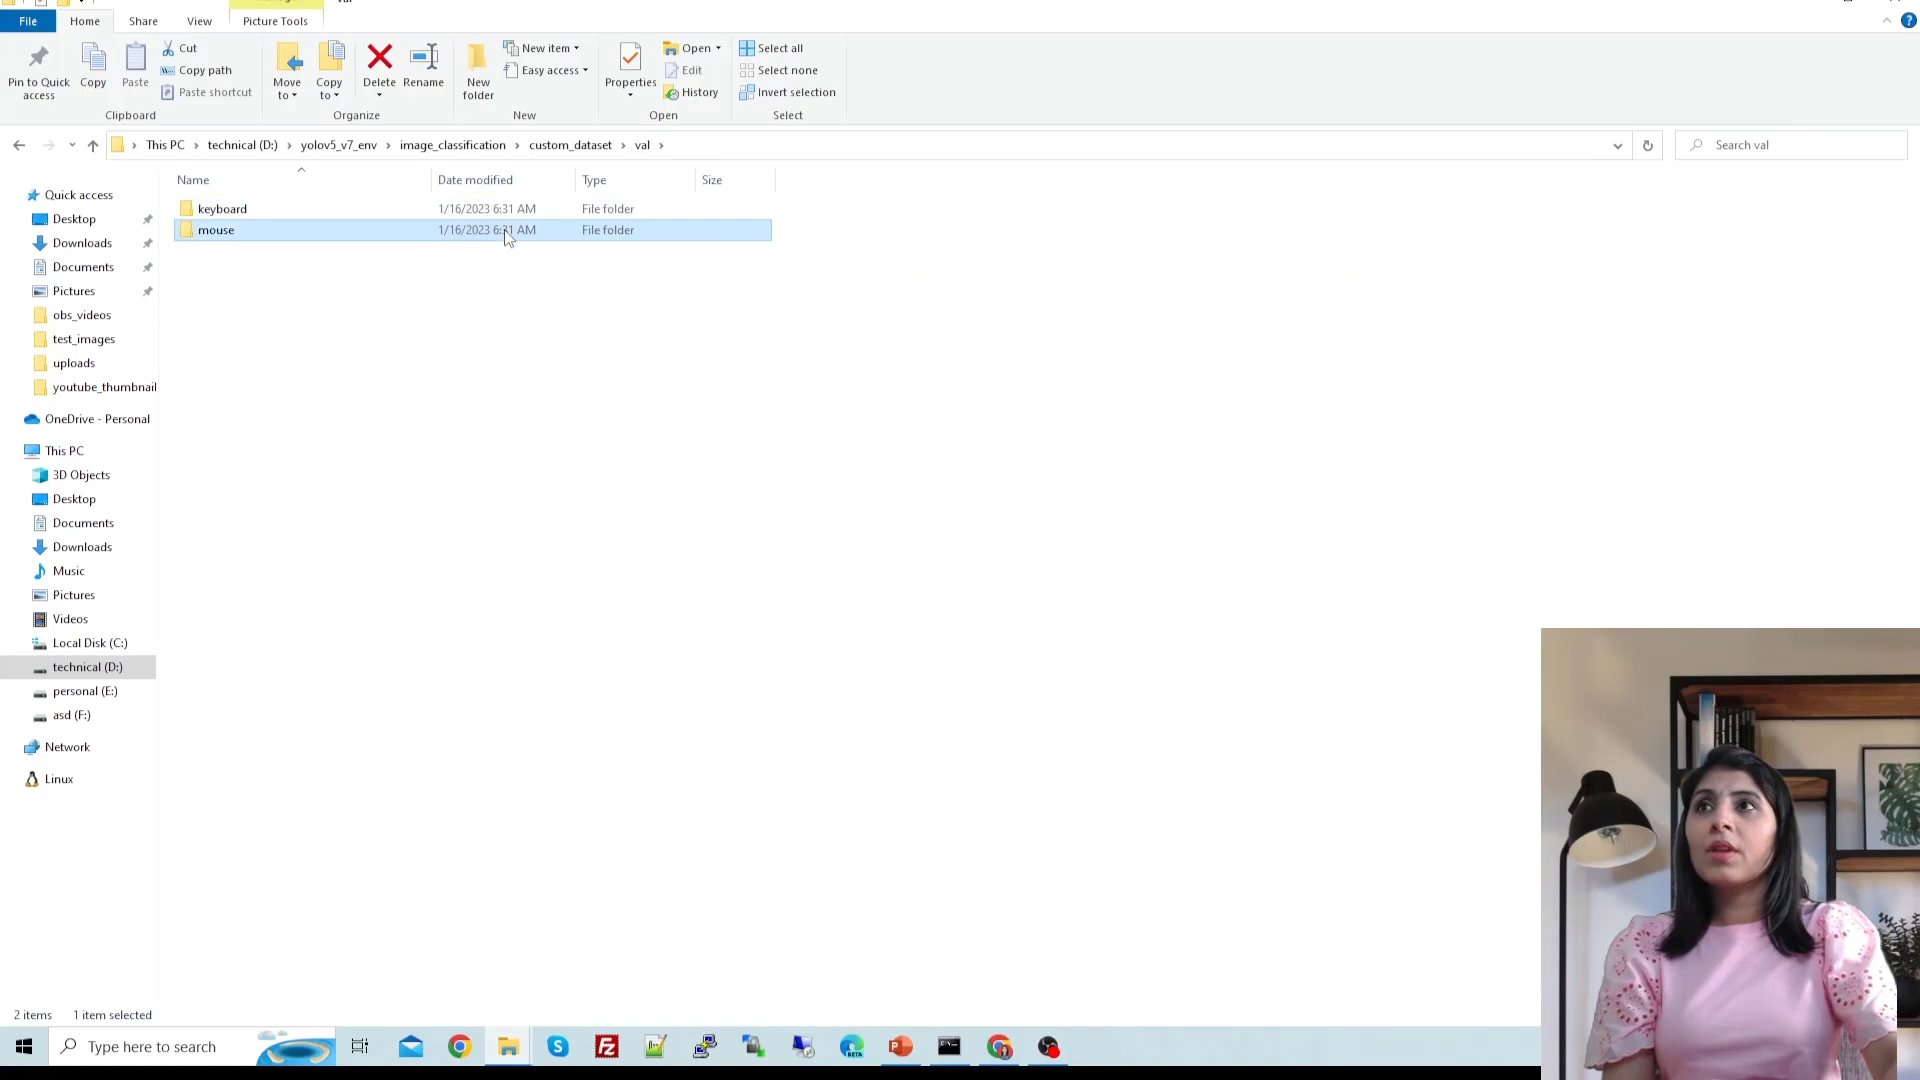 File Home Share View Picture Tools
Pin to Quick access
Copy
Paste
Cut
Copy path
Paste shortcut
Clipboard
Move to
Copy to
Delete
Rename
Organize
New folder
New item
Easy access
New
Properties
Open
Edit
History
Open
Select all
Select none
Invert selection
Select
This PC technical (D:) yolov5_v7_env image_classification custom_dataset val
Search val
Name Date modified Type Size
keyboard 1/16/2023 6:31 AM File folder
mouse 1/16/2023 6:31 AM File folder
Quick access
Desktop
Downloads
Documents
Pictures
obs_videos
test_images
uploads
youtube_thumbnail
OneDrive - Personal
This PC
3D Objects
Desktop
Documents
Downloads
Music
Pictures
Videos
Local Disk (C:)
technical (D:)
personal (E:)
asd (F:)
Network
Linux
2 items 1 item selected
Type here to search
BETA